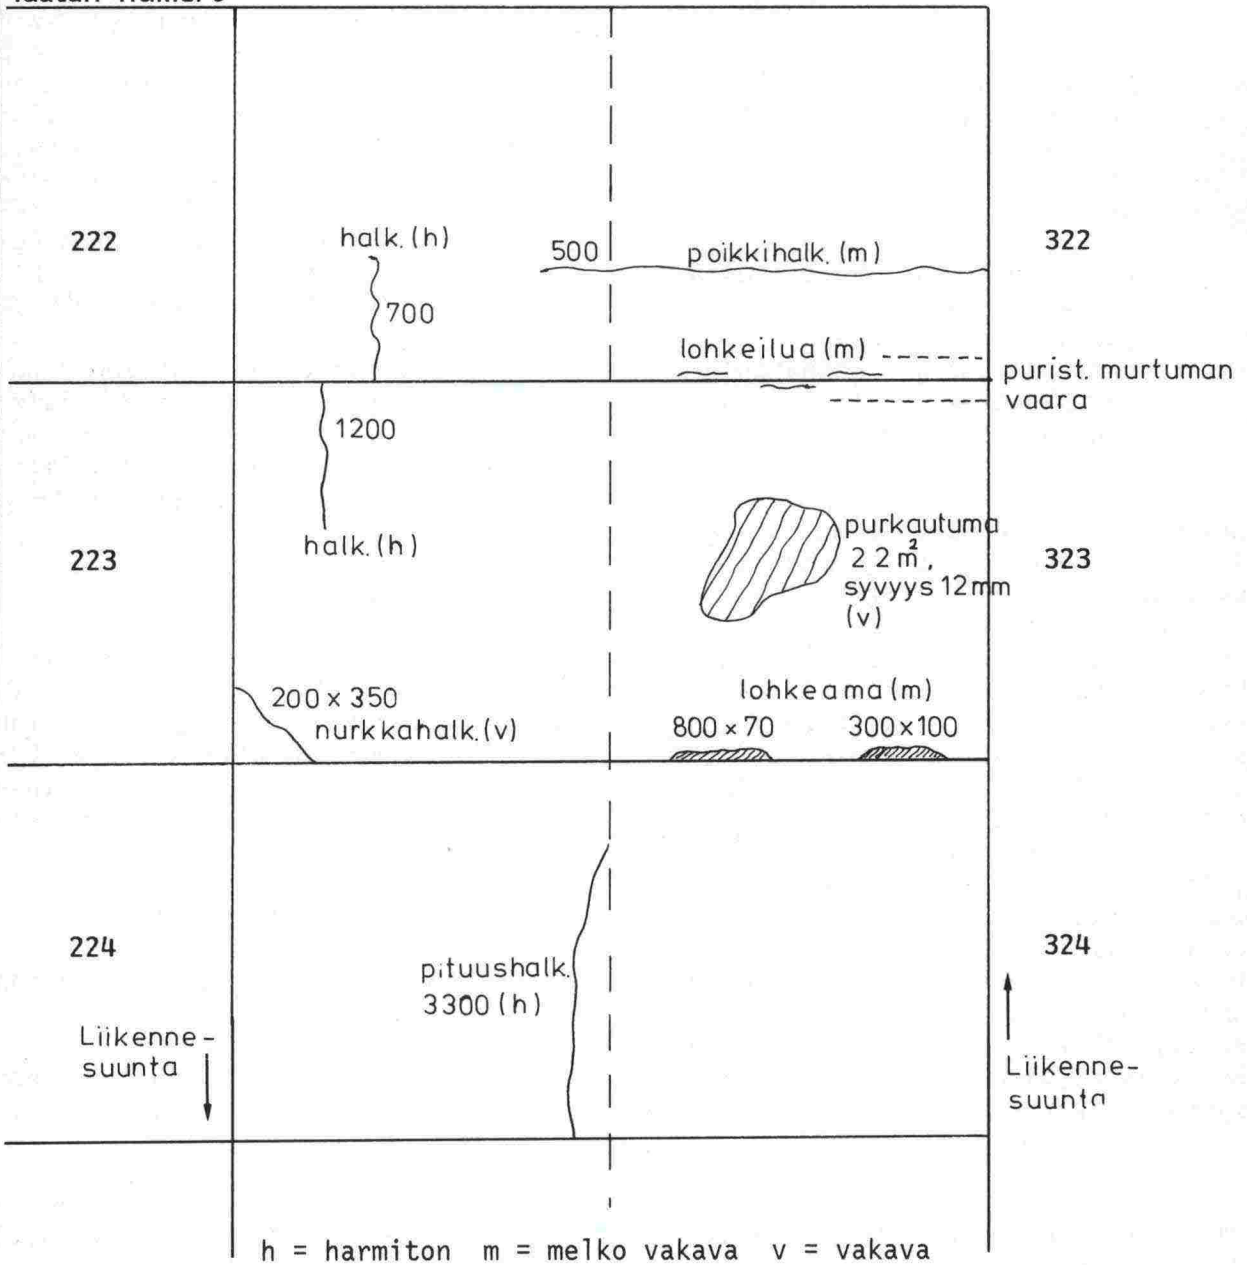 222
halk. (h)
700
500
poikkihalk. (m)
322
lohkeilua (m)
purist. murtuman
vaara
1200
halk. (h)
223
purkautuma
2 2 m²,
syvyys 12 mm
(v)
323
200 x 350
nurkkahalk. (v)
lohkeama (m)
800 x 70
300 x 100
224
pituushalk.
3300 (h)
324
Liikenne-
suunta
Liikenne-
suunta
h = harmiton m = melko vakava v = vakava